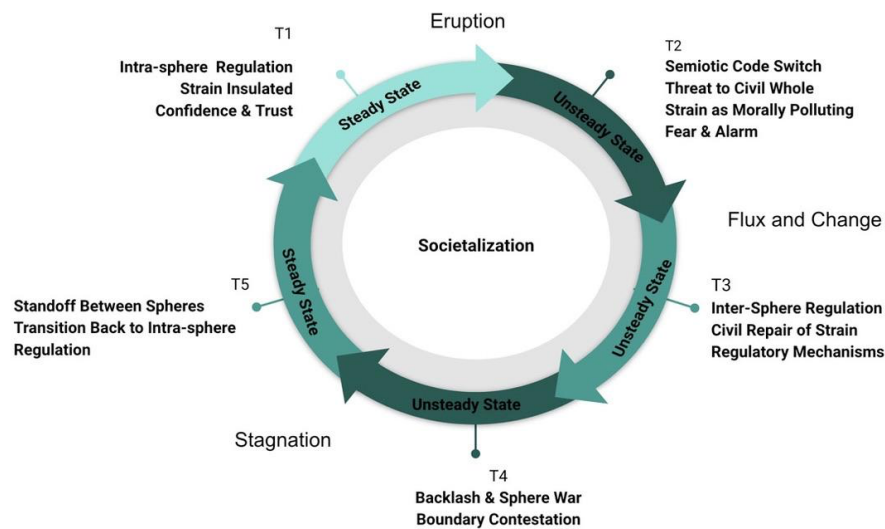 Eruption
T1
Intra-sphere Regulation
Strain Insulated
Confidence & Trust
Steady State
T2
Semiotic Code Switch
Threat to Civil Whole
Strain as Morally Polluting
Fear & Alarm
Unsteady State
Flux and Change
Societalization
T3
Inter-Sphere Regulation
Civil Repair of Strain
Regulatory Mechanisms
Unsteady State
T5
Standoff Between Spheres
Transition Back to Intra-sphere
Regulation
Steady State
Unsteady State
Stagnation
T4
Backlash & Sphere War
Boundary Contestation